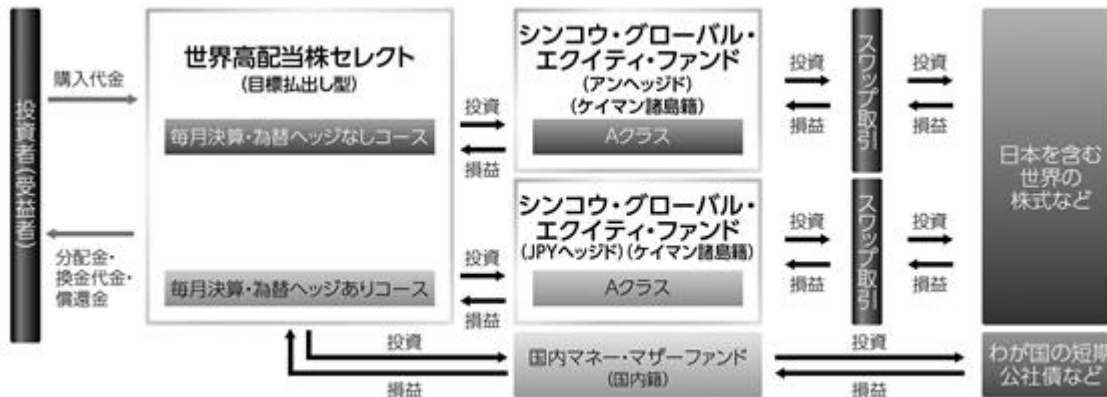 投資者(受益者)
購入代金
分配金・
換金代金・
償還金
世界高配当株セレクト
(目標払出し型)
毎月決算・為替ヘッジなしコース
毎月決算・為替ヘッジありコース
投資
損益
投資
損益
シンコウ・グローバル・
エクイティ・ファンド
(アンヘッジド)
(ケイマン諸島籍)
Aクラス
シンコウ・グローバル・
エクイティ・ファンド
(JPYヘッジド)(ケイマン諸島籍)
Aクラス
投資
損益
投資
損益
スワップ取引
スワップ取引
投資
損益
投資
損益
日本を含む
世界の
株式など
投資
損益
国内マネー・マザーファンド
(国内籍)
投資
損益
わが国の短期
公社債など